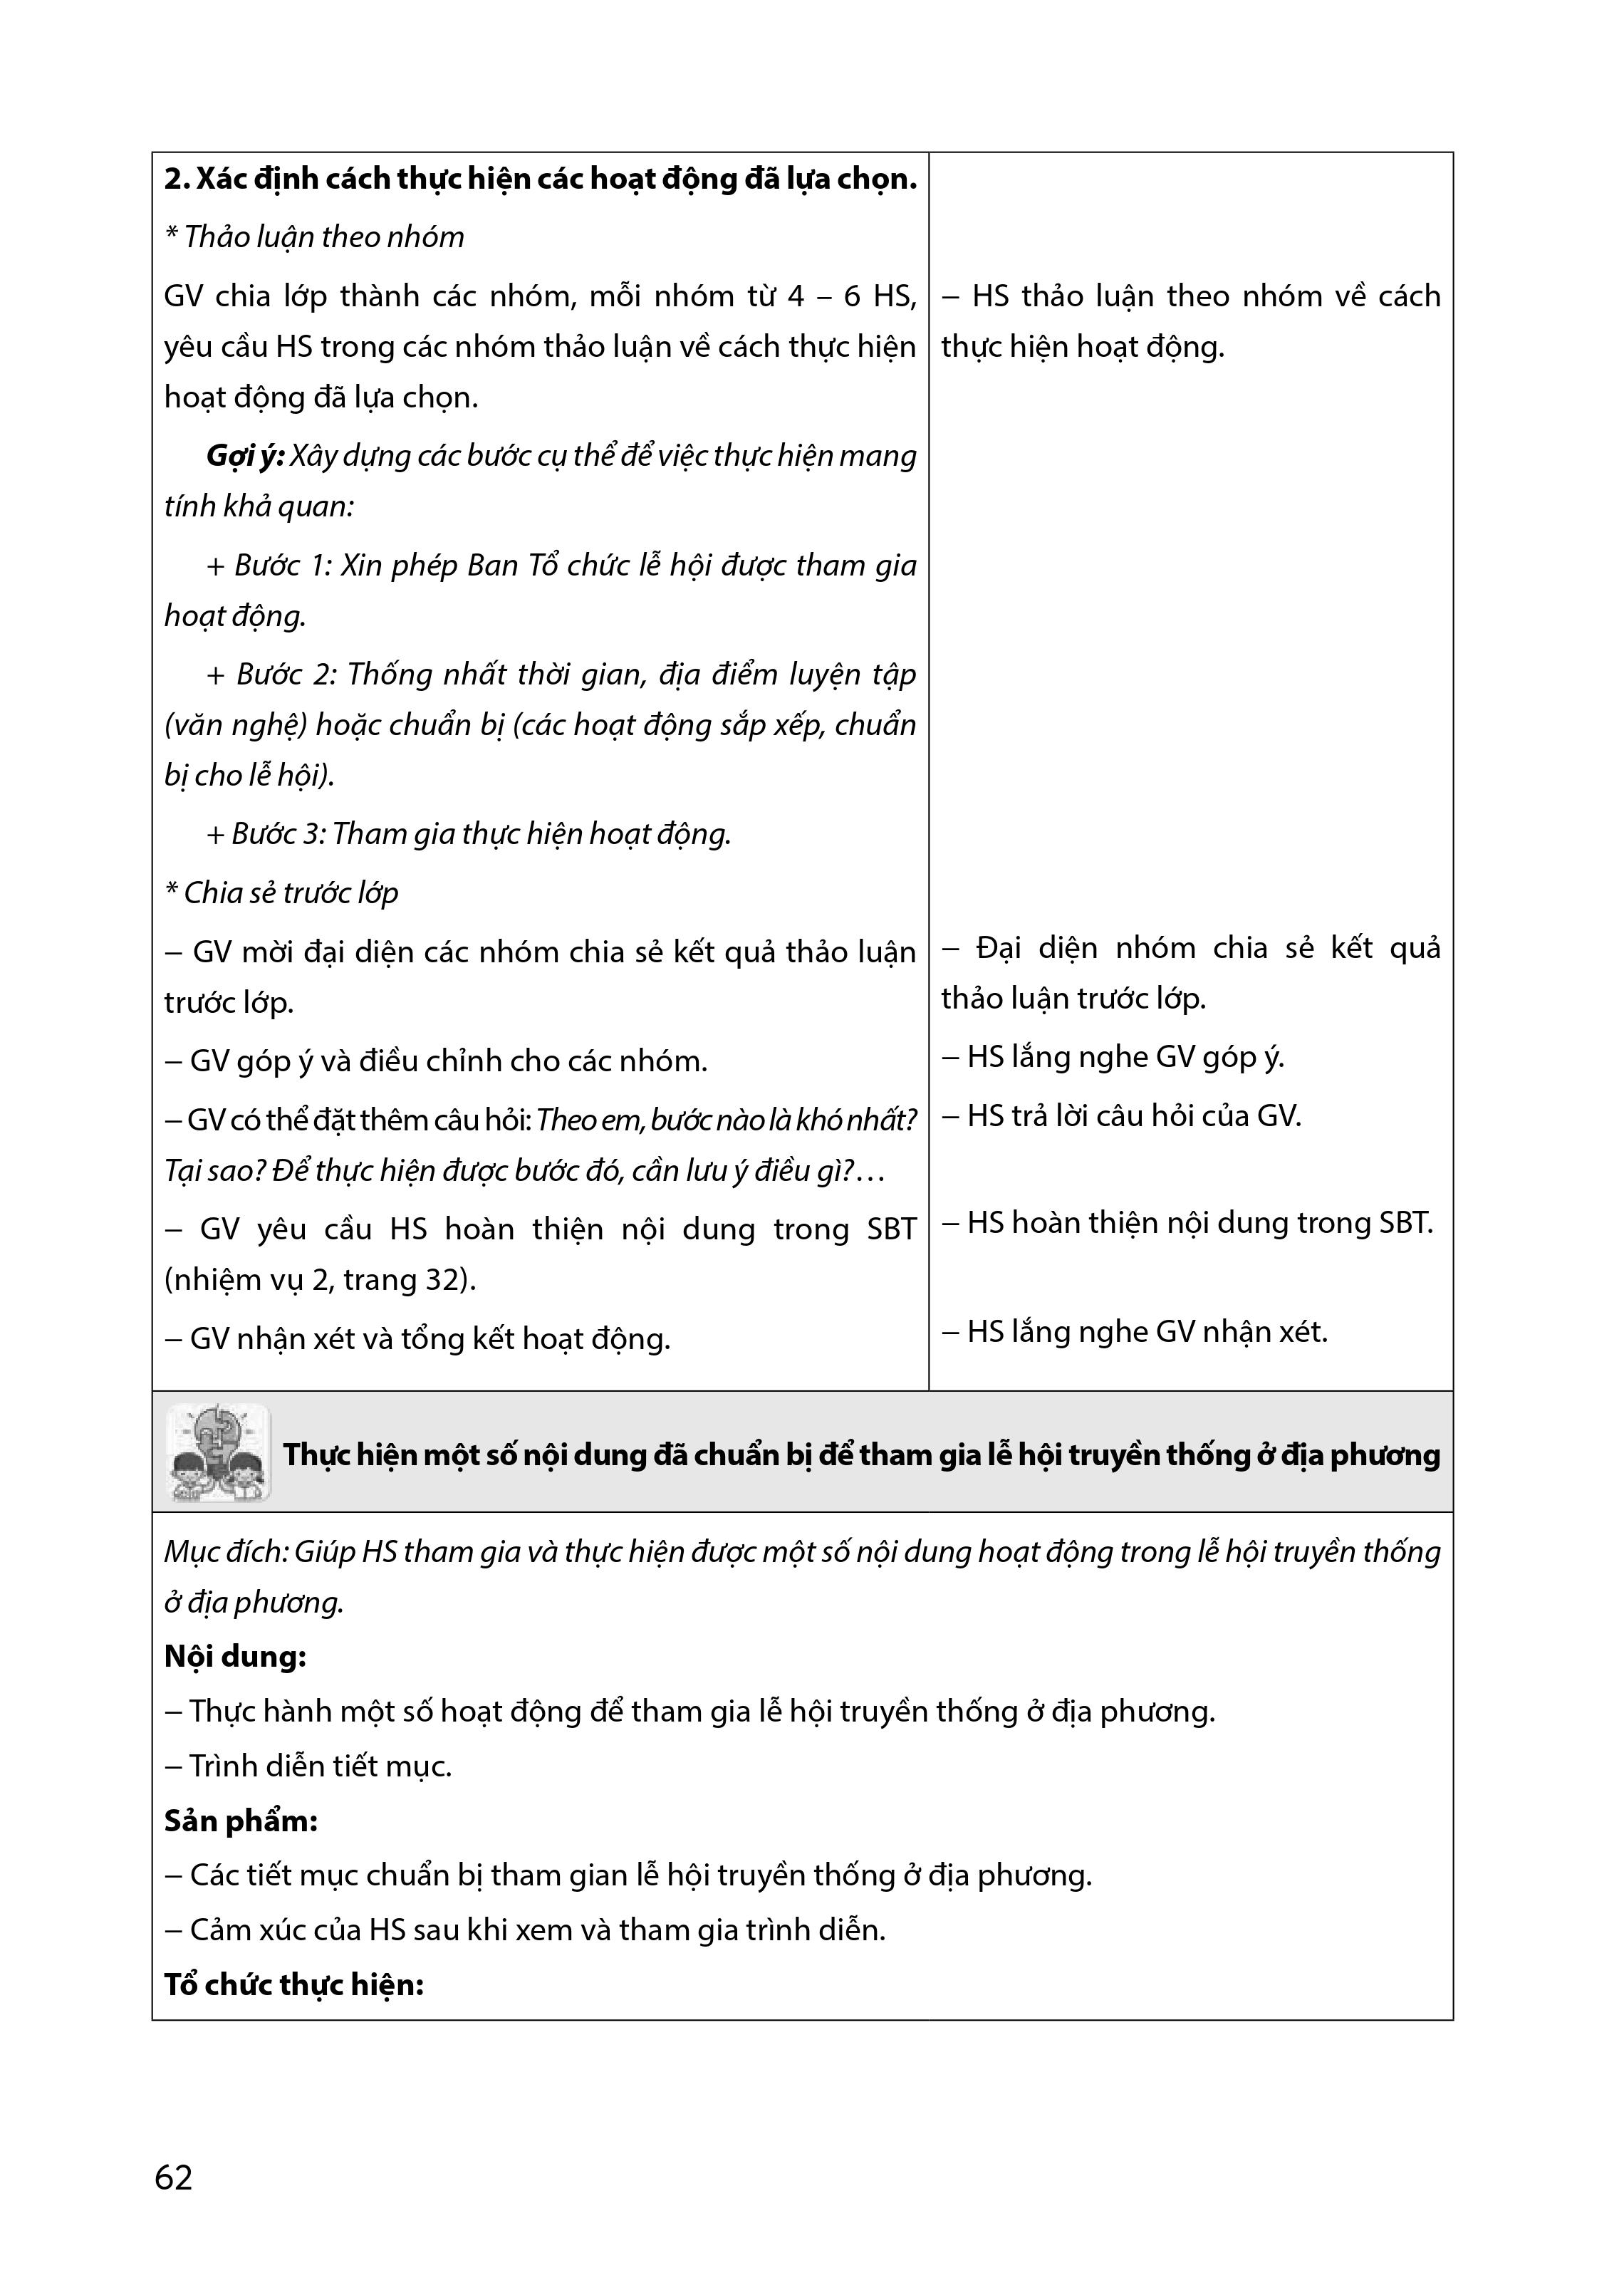 2. Xác định cách thực hiện các hoạt động đã lựa chọn.
* Thảo luận theo nhóm
GV chia lớp thành các nhóm, mỗi nhóm từ 4 – 6 HS,
yêu cầu HS trong các nhóm thảo luận về cách thực hiện
hoạt động đã lựa chọn.
Gợi ý: Xây dựng các bước cụ thể để việc thực hiện mang
tính khả quan:
+ Bước 1: Xin phép Ban Tổ chức lễ hội được tham gia
hoạt động.
+ Bước 2: Thống nhất thời gian, địa điểm luyện tập
(văn nghệ) hoặc chuẩn bị (các hoạt động sắp xếp, chuẩn
bị cho lễ hội).
+ Bước 3: Tham gia thực hiện hoạt động.
* Chia sẻ trước lớp
– GV mời đại diện các nhóm chia sẻ kết quả thảo luận
trước lớp.
– GV góp ý và điều chỉnh cho các nhóm.
– GV có thể đặt thêm câu hỏi: Theo em, bước nào là khó nhất?
Tại sao? Để thực hiện được bước đó, cần lưu ý điều gì?…
– GV yêu cầu HS hoàn thiện nội dung trong SBT
(nhiệm vụ 2, trang 32).
– GV nhận xét và tổng kết hoạt động.
– HS thảo luận theo nhóm về cách
thực hiện hoạt động.
– Đại diện nhóm chia sẻ kết quả
thảo luận trước lớp.
– HS lắng nghe GV góp ý.
– HS trả lời câu hỏi của GV.
– HS hoàn thiện nội dung trong SBT.
– HS lắng nghe GV nhận xét.
Thực hiện một số nội dung đã chuẩn bị để tham gia lễ hội truyền thống ở địa phương
Mục đích: Giúp HS tham gia và thực hiện được một số nội dung hoạt động trong lễ hội truyền thống
ở địa phương.
Nội dung:
– Thực hành một số hoạt động để tham gia lễ hội truyền thống ở địa phương.
– Trình diễn tiết mục.
Sản phẩm:
– Các tiết mục chuẩn bị tham gian lễ hội truyền thống ở địa phương.
– Cảm xúc của HS sau khi xem và tham gia trình diễn.
Tổ chức thực hiện:
62